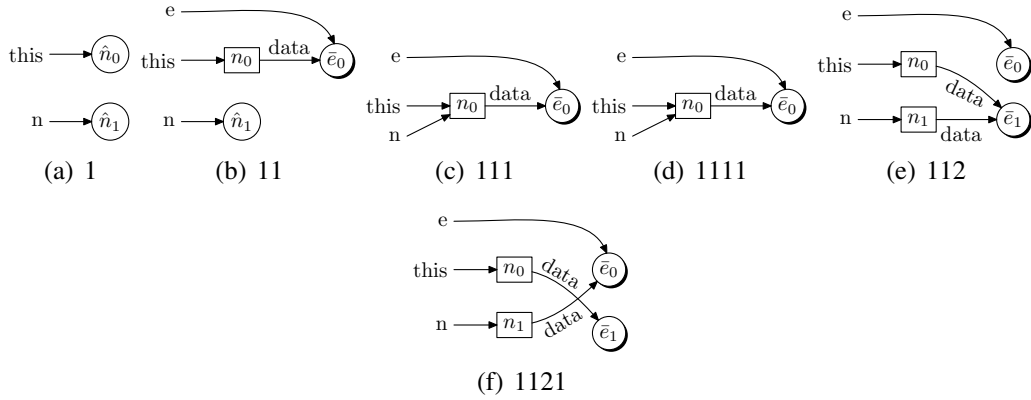 this n̂₀
n n̂₁
(a) 1
e
this n₀ data ē₀
n n̂₁
(b) 11
e
this n₀ data ē₀
n
(c) 111
e
this n₀ data ē₀
n
(d) 1111
e ē₀
this n₀ data
n n₁ data ē₁
(e) 112
e
this n₀ data ē₀
n n₁ data ē₁
(f) 1121